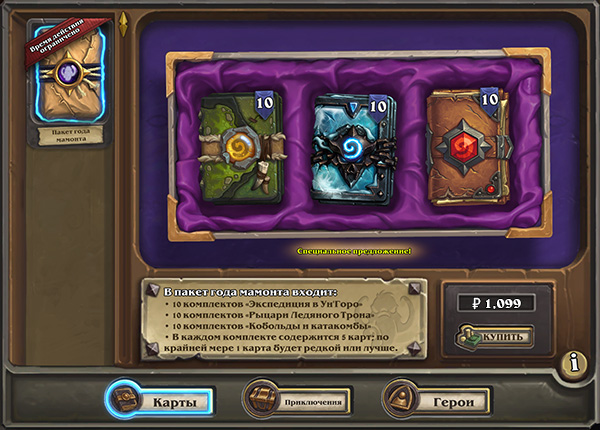 Время действия
ограничено
Пакет года
мамонта
10
10
10
Специальное предложение!
В пакет года мамонта входит:
• 10 комплектов «Экспедиция в Ун'Горо»
• 10 комплектов «Рыцари Ледяного Трона»
• 10 комплектов «Кобольды и катакомбы»
• В каждом комплекте содержится 5 карт; по
крайней мере 1 карта будет редкой или лучше.
₽ 1,099
КУПИТЬ
i
Карты
Приключения
Герои